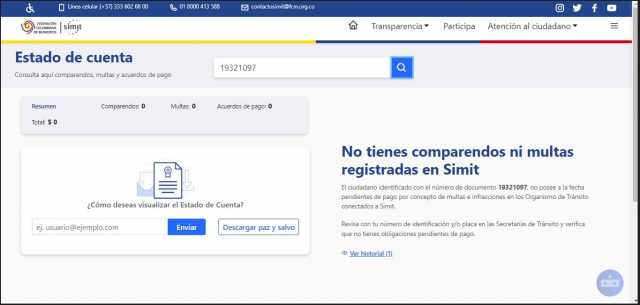 Línea celular (+57) 333 602 68 00
01 8000 413 588
contactosimit@fcm.org.co
FEDERACIÓN COLOMBIANA DE MUNICIPIOS
simit
Transparencia
Participa
Atención al ciudadano
Estado de cuenta
Consulta aquí comparendos, multas y acuerdos de pago
19321097
Resumen
Comparendos: 0
Multas: 0
Acuerdos de pago: 0
Total: $ 0
¿Cómo deseas visualizar el Estado de Cuenta?
ej. usuario@ejemplo.com
Enviar
Descargar paz y salvo
No tienes comparendos ni multas
registradas en Simit
El ciudadano identificado con el número de documento 19321097, no posee a la fecha
pendientes de pago por concepto de multas e infracciones en los Organismo de Tránsito
conectados a Simit.
Revisa con tu número de identificación y/o placa en las Secretarías de Tránsito y verifica
que no tienes obligaciones pendientes de pago.
Ver Historial (1)